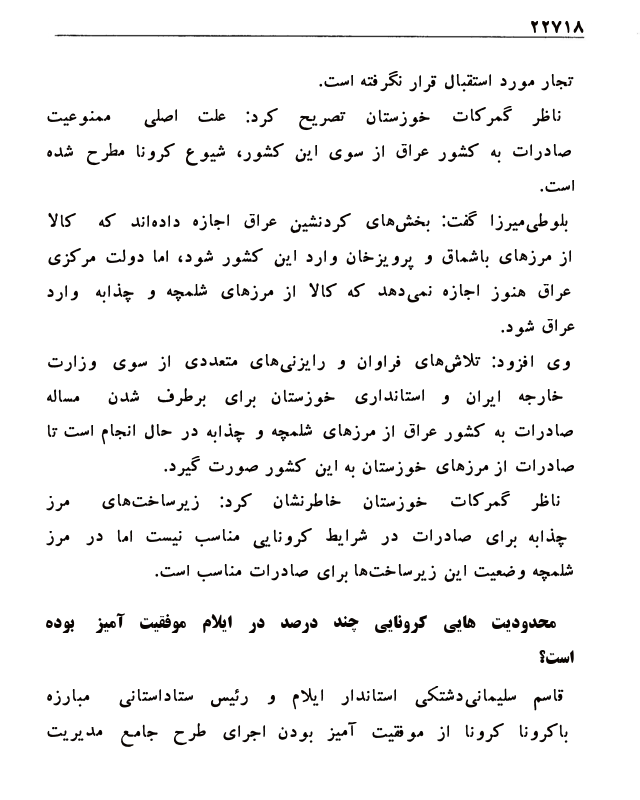 ۲۲۷۱۸
تجار مورد استقبال قرار نگرفته است.
ناظر گمرکات خوزستان تصریح کرد: علت اصلی ممنوعیت
صادرات به کشور عراق از سوی این کشور، شیوع کرونا مطرح شده
است.
بلوطی‌میرزا گفت: بخش‌های کردنشین عراق اجازه داده‌اند که کالا
از مرزهای باشماق و پرویزخان وارد این کشور شود، اما دولت مرکزی
عراق هنوز اجازه نمی‌دهد که کالا از مرزهای شلمچه و چذابه وارد
عراق شود.
وی افزود: تلاش‌های فراوان و رایزنی‌های متعددی از سوی وزارت
خارجه ایران و استانداری خوزستان برای برطرف شدن مساله
صادرات به کشور عراق از مرزهای شلمچه و چذابه در حال انجام است تا
صادرات از مرزهای خوزستان به این کشور صورت گیرد.
ناظر گمرکات خوزستان خاطرنشان کرد: زیرساخت‌های مرز
چذابه برای صادرات در شرایط کرونایی مناسب نیست اما در مرز
شلمچه وضعیت این زیرساخت‌ها برای صادرات مناسب است.
محدودیت هایی کرونایی چند درصد در ایلام موفقیت آمیز بوده
است؟
قاسم سلیمانی‌دشتکی استاندار ایلام و رئیس ستاداستانی مبارزه
باکرونا کرونا از موفقیت آمیز بودن اجرای طرح جامع مدیریت